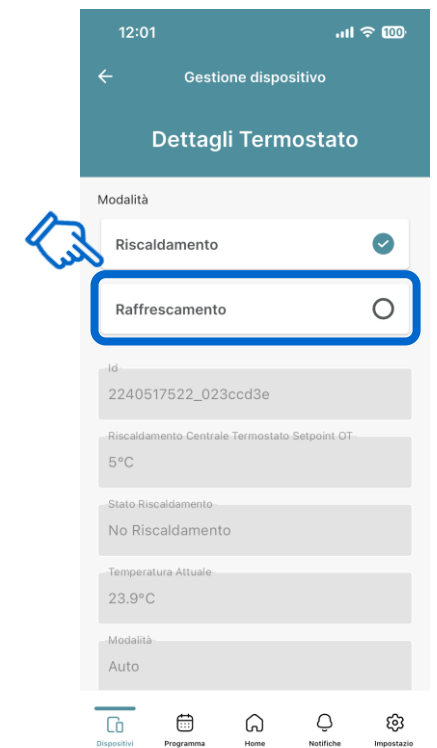 12:01
100
Gestione dispositivo
Dettagli Termostato
Modalità
Riscaldamento
Raffrescamento
Id
2240517522_023ccd3e
Riscaldamento Centrale Termostato Setpoint OT
5°C
Stato Riscaldamento
No Riscaldamento
Temperatura Attuale
23.9°C
Modalità
Auto
Dispositivi Programma Home Notifiche Impostazio